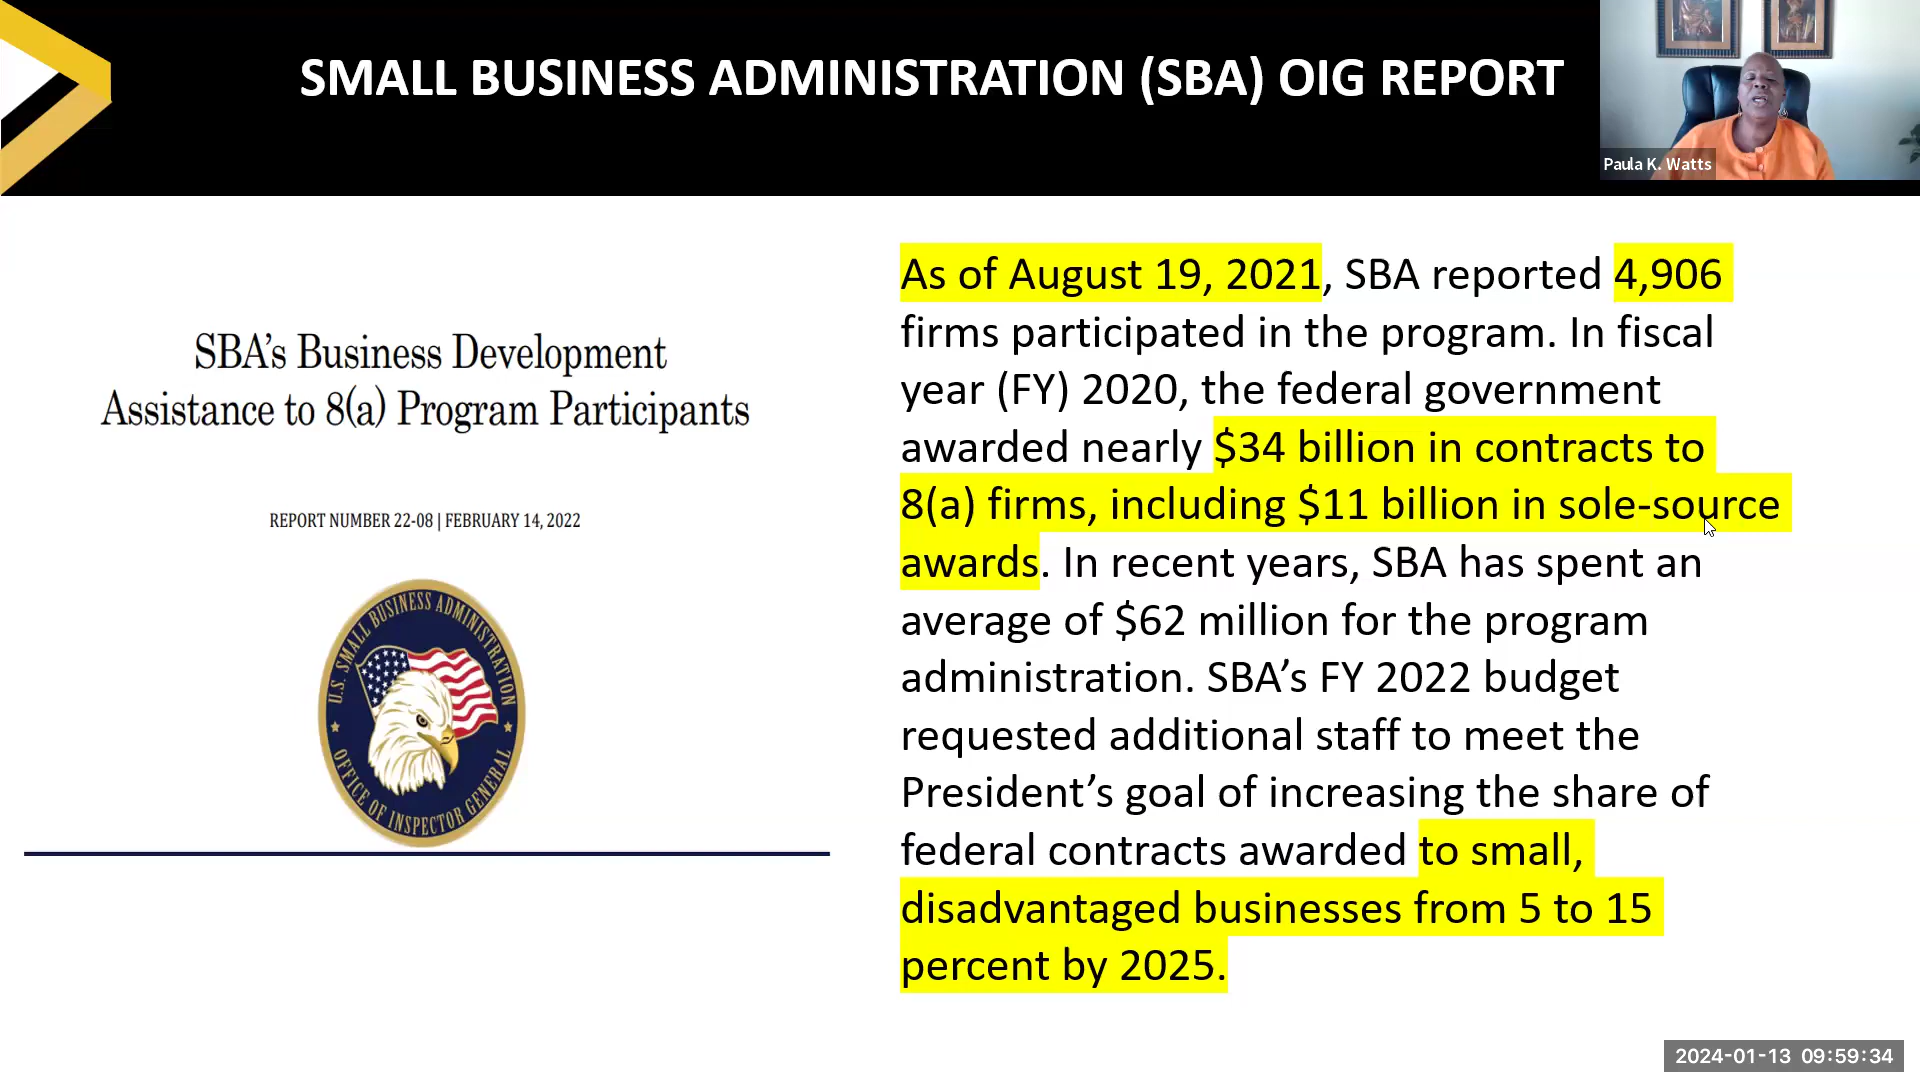 SMALL BUSINESS ADMINISTRATION (SBA) OIG REPORT
Paula K. Watts
SBA’s Business Development
Assistance to 8(a) Program Participants
REPORT NUMBER 22-08 | FEBRUARY 14, 2022
U.S. SMALL BUSINESS ADMINISTRATION
OFFICE OF INSPECTOR GENERAL
As of August 19, 2021, SBA reported 4,906
firms participated in the program. In fiscal
year (FY) 2020, the federal government
awarded nearly $34 billion in contracts to
8(a) firms, including $11 billion in sole-source
awards. In recent years, SBA has spent an
average of $62 million for the program
administration. SBA’s FY 2022 budget
requested additional staff to meet the
President’s goal of increasing the share of
federal contracts awarded to small,
disadvantaged businesses from 5 to 15
percent by 2025.
2024-01-13 09:59:34